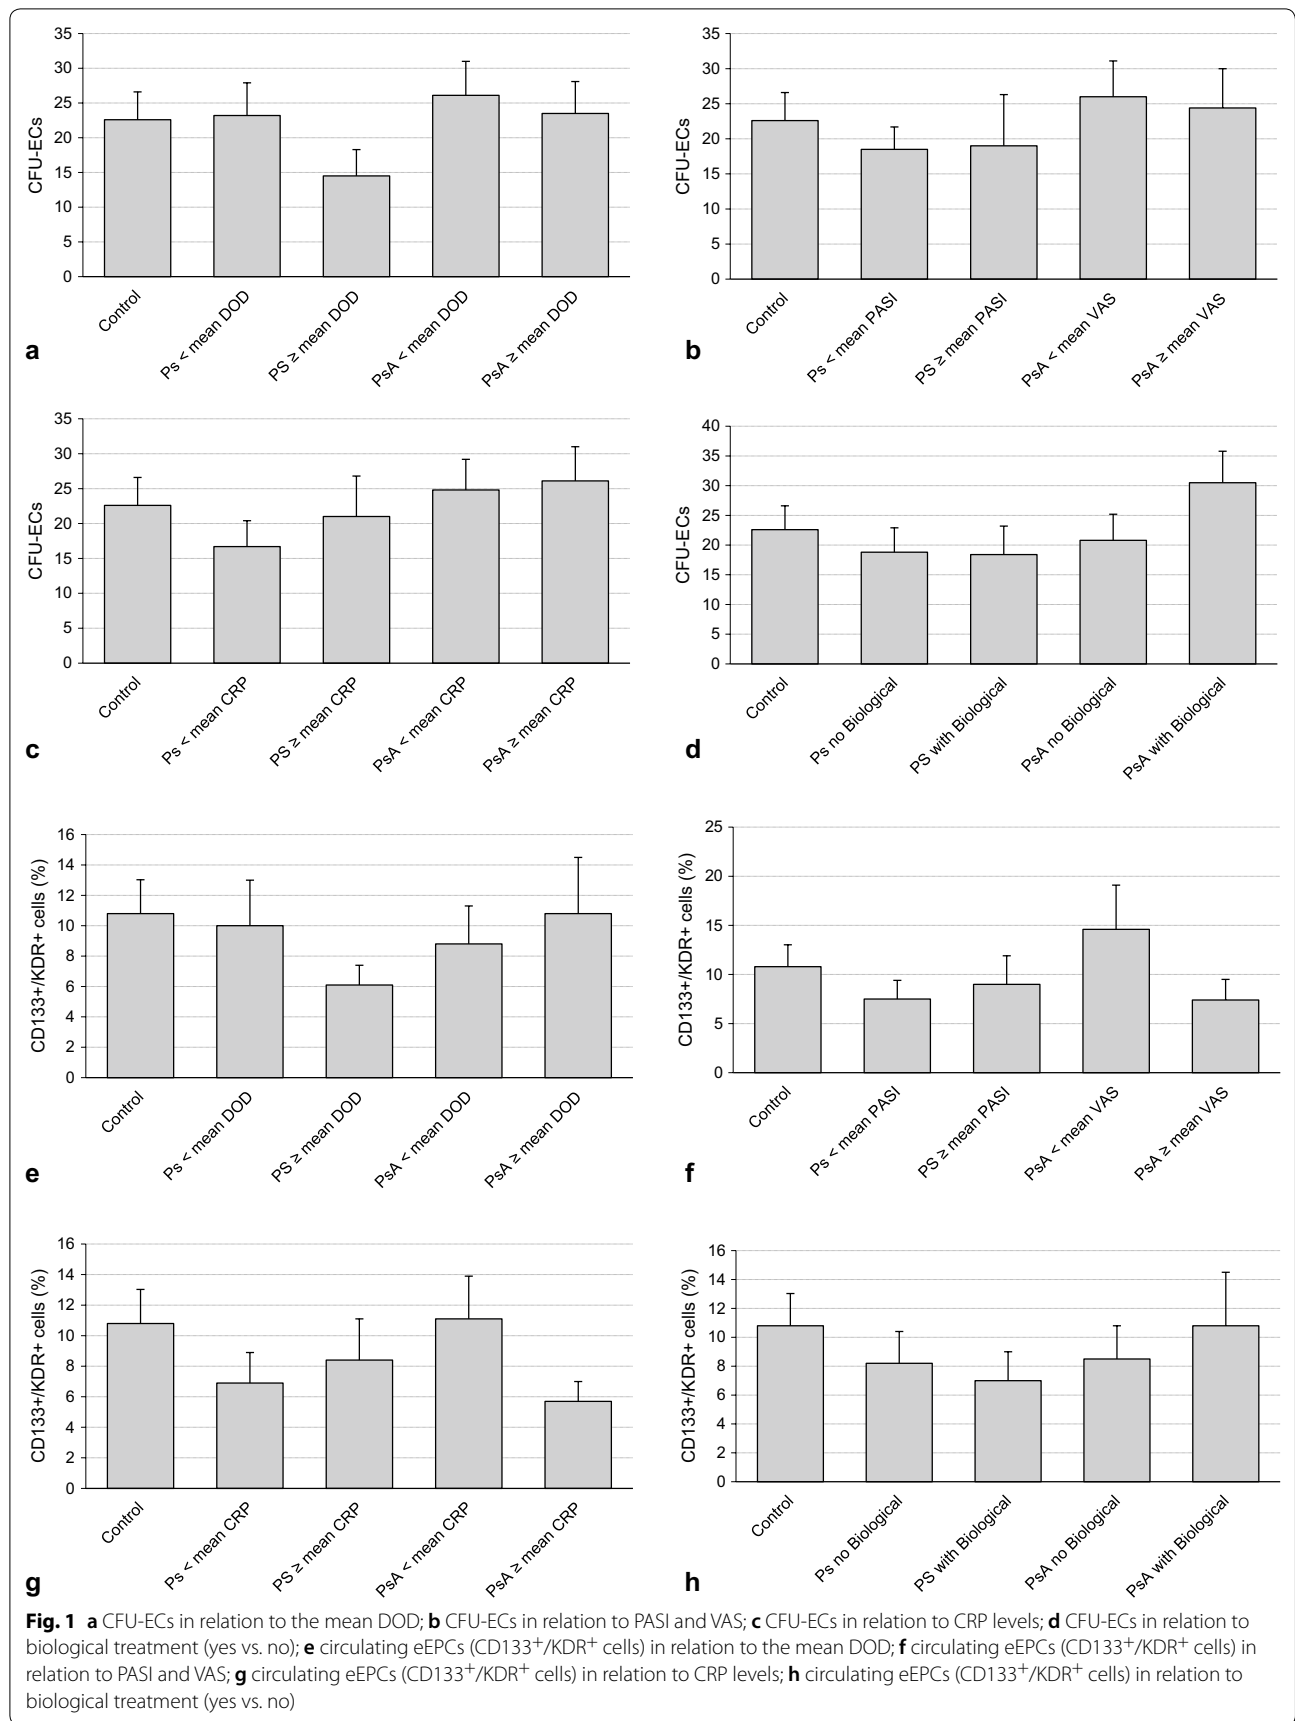 35
30
25
20
15
10
5
0
CFU-ECs
Control
Ps < mean DOD
PS ≥ mean DOD
PsA < mean DOD
PsA ≥ mean DOD
a
35
30
25
20
15
10
5
0
CFU-ECs
Control
Ps < mean PASI
PS ≥ mean PASI
PsA < mean VAS
PsA ≥ mean VAS
b
35
30
25
20
15
10
5
0
CFU-ECs
Control
Ps < mean CRP
PS ≥ mean CRP
PsA < mean CRP
PsA ≥ mean CRP
c
40
35
30
25
20
15
10
5
0
CFU-ECs
Control
Ps no Biological
PS with Biological
PsA no Biological
PsA with Biological
d
16
14
12
10
8
6
4
2
0
CD133+/KDR+ cells (%)
Control
Ps < mean DOD
PS ≥ mean DOD
PsA < mean DOD
PsA ≥ mean DOD
e
25
20
15
10
5
0
CD133+/KDR+ cells (%)
Control
Ps < mean PASI
PS ≥ mean PASI
PsA < mean VAS
PsA ≥ mean VAS
f
16
14
12
10
8
6
4
2
0
CD133+/KDR+ cells (%)
Control
Ps < mean CRP
PS ≥ mean CRP
PsA < mean CRP
PsA ≥ mean CRP
g
16
14
12
10
8
6
4
2
0
CD133+/KDR+ cells (%)
Control
Ps no Biological
PS with Biological
PsA no Biological
PsA with Biological
h
Fig. 1 a CFU-ECs in relation to the mean DOD; b CFU-ECs in relation to PASI and VAS; c CFU-ECs in relation to CRP levels; d CFU-ECs in relation to
biological treatment (yes vs. no); e circulating eEPCs (CD133⁺/KDR⁺ cells) in relation to the mean DOD; f circulating eEPCs (CD133⁺/KDR⁺ cells) in
relation to PASI and VAS; g circulating eEPCs (CD133⁺/KDR⁺ cells) in relation to CRP levels; h circulating eEPCs (CD133⁺/KDR⁺ cells) in relation to
biological treatment (yes vs. no)